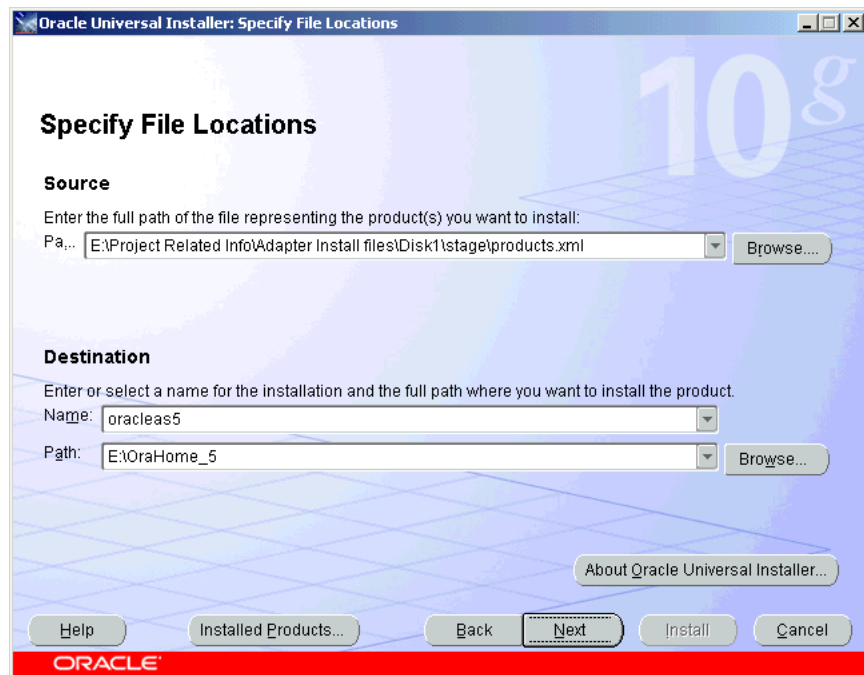 Oracle Universal Installer: Specify File Locations
10g
Specify File Locations
Source
Enter the full path of the file representing the product(s) you want to install:
Pa... E:\Project Related Info\Adapter Install files\Disk1\stage\products.xml Browse....
Destination
Enter or select a name for the installation and the full path where you want to install the product.
Name: oracleas5
Path: E:\OraHome_5 Browse...
About Oracle Universal Installer...
Help Installed Products... Back Next Install Cancel
ORACLE